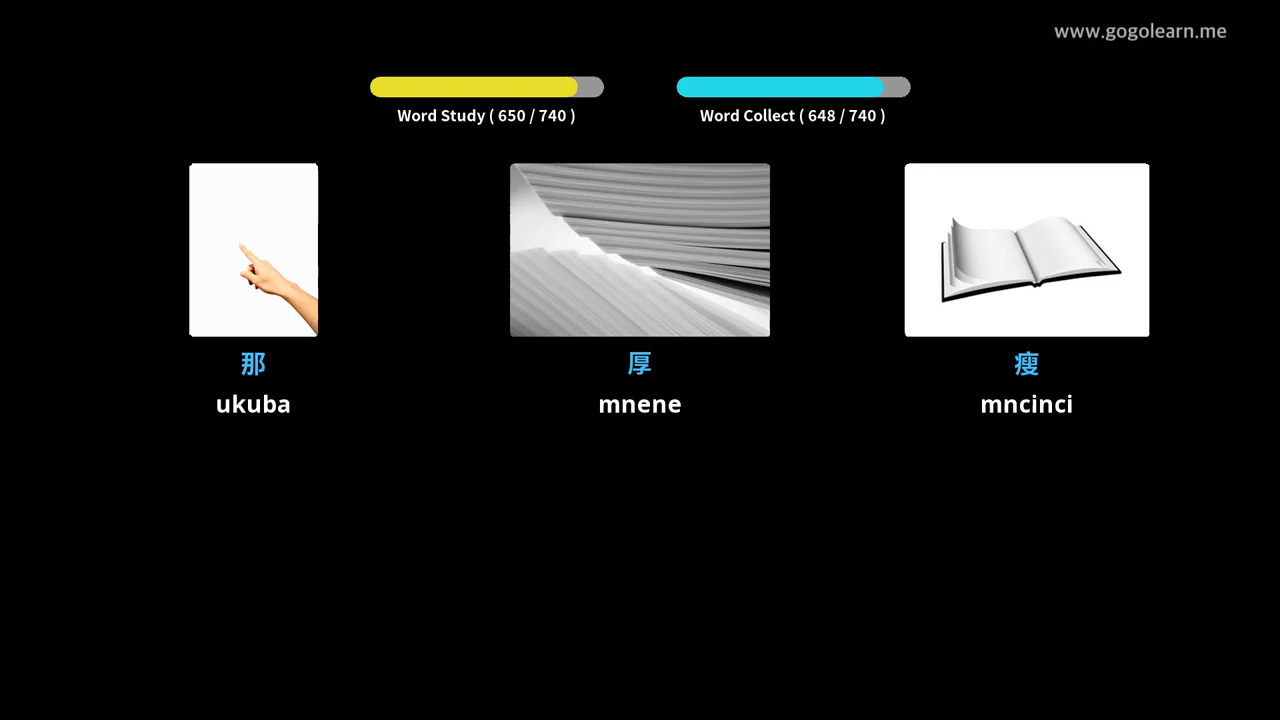 www.gogolearn.me
Word Study ( 650 / 740 )
Word Collect ( 648 / 740 )
那
厚
瘦
ukuba
mnene
mncinci